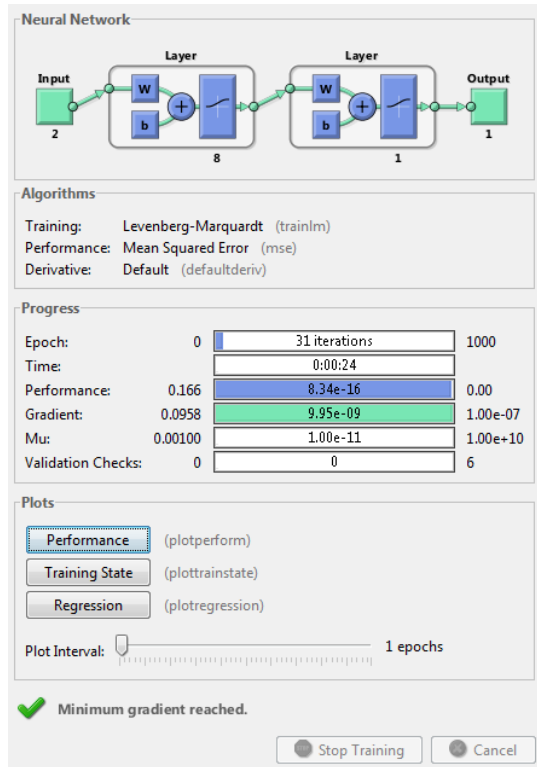 Neural Network
Layer Layer
Input Output
W W
+ +
b b
2 1
8 1
Algorithms
Training: Levenberg-Marquardt (trainlm)
Performance: Mean Squared Error (mse)
Derivative: Default (defaultderiv)
Progress
Epoch: 0 31 iterations 1000
Time: 0:00:24
Performance: 0.166 8.34e-16 0.00
Gradient: 0.0958 9.95e-09 1.00e-07
Mu: 0.00100 1.00e-11 1.00e+10
Validation Checks: 0 0 6
Plots
Performance (plotperform)
Training State (plottrainstate)
Regression (plotregression)
Plot Interval: 1 epochs
Minimum gradient reached.
Stop Training Cancel